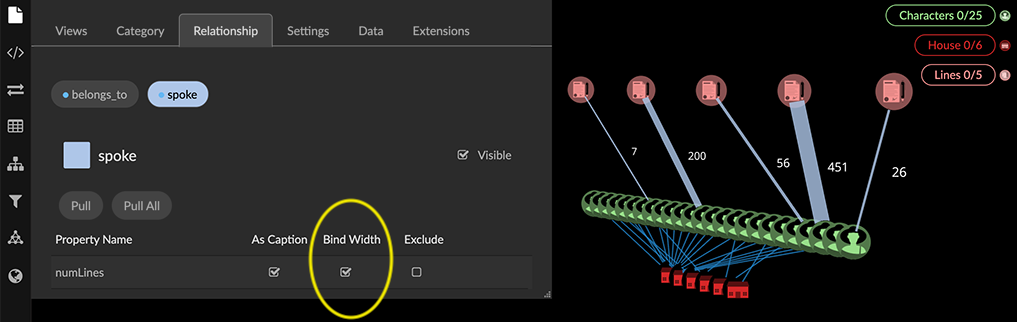 Views Category Relationship Settings Data Extensions
belongs_to spoke
spoke Visible
Pull Pull All
Property Name As Caption Bind Width Exclude
numLines
Characters 0/25
House 0/6
Lines 0/5
7
200
56
451
26